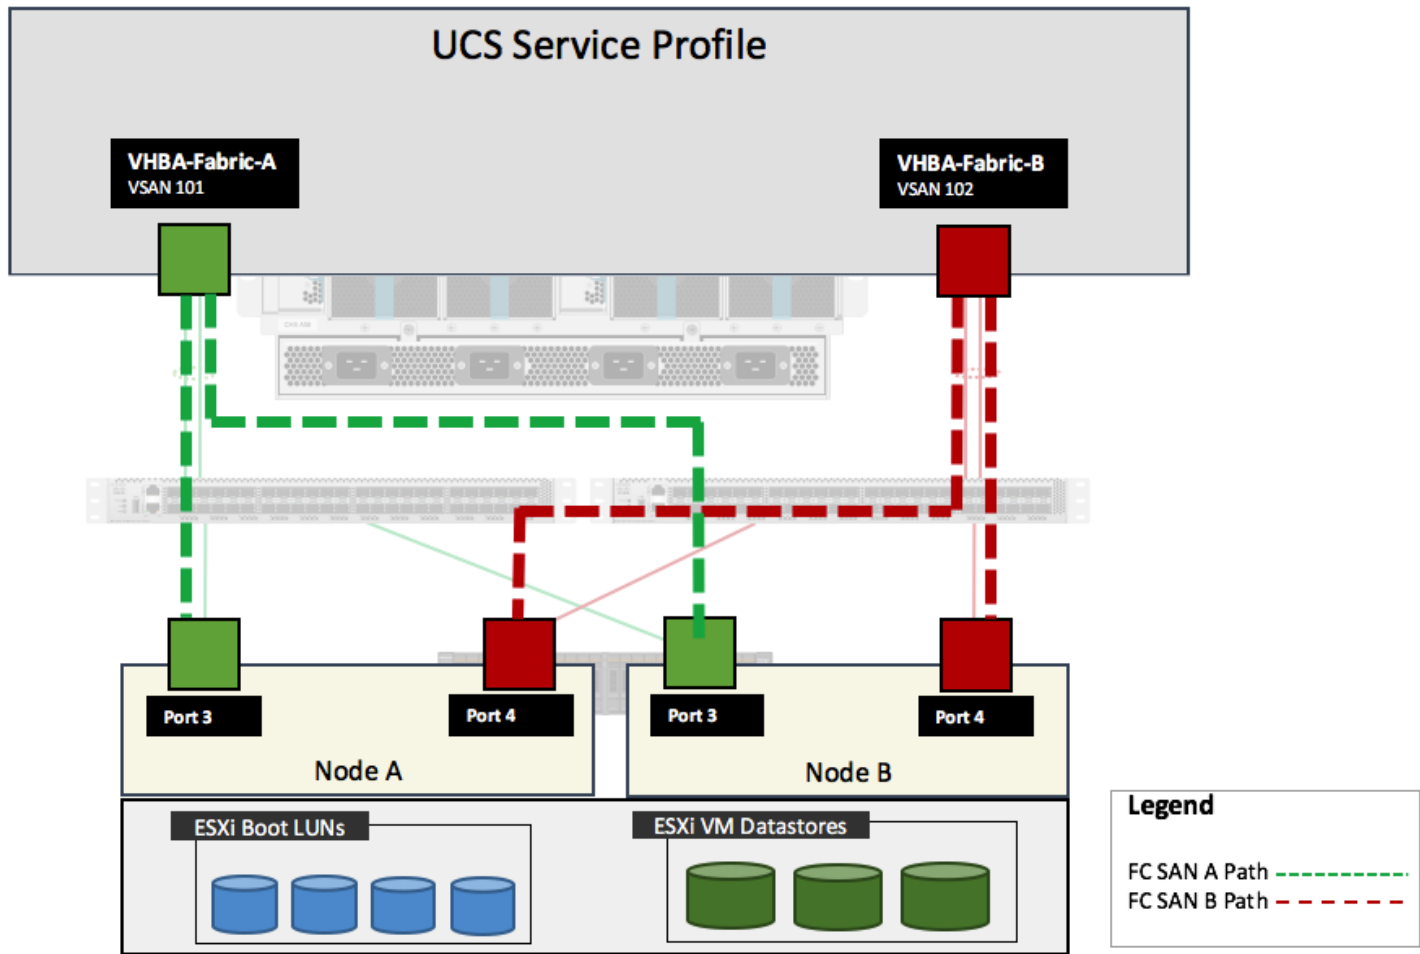 UCS Service Profile
VHBA-Fabric-A
VSAN 101
VHBA-Fabric-B
VSAN 102
Port 3
Port 4
Port 3
Port 4
Node A
Node B
ESXi Boot LUNs
ESXi VM Datastores
Legend
FC SAN A Path
FC SAN B Path